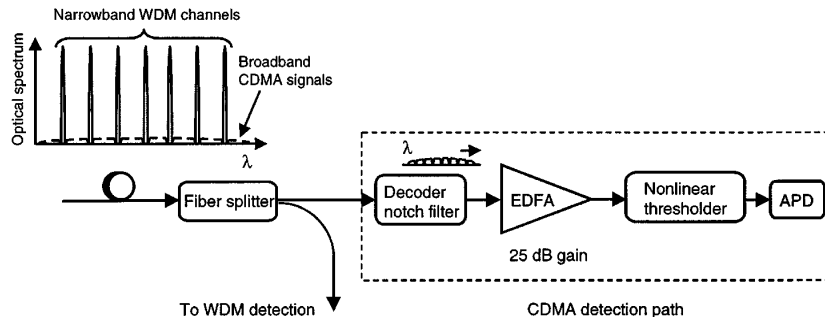 Narrowband WDM channels
Optical spectrum
Broadband
CDMA signals
λ
λ
Fiber splitter
Decoder
notch filter
EDFA
Nonlinear
thresholder
APD
25 dB gain
To WDM detection
CDMA detection path